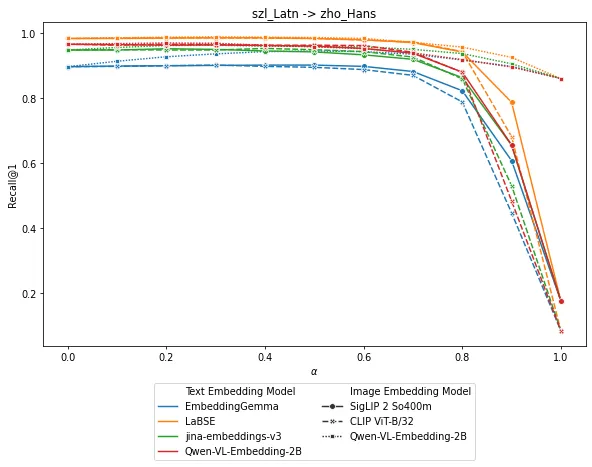 szl_Latn -> zho_Hans
Recall@1
1.0
0.8
0.6
0.4
0.2
0.0 0.2 0.4 0.6 0.8 1.0
α
Text Embedding Model Image Embedding Model
EmbeddingGemma SigLIP 2 So400m
LaBSE CLIP ViT-B/32
jina-embeddings-v3 Qwen-VL-Embedding-2B
Qwen-VL-Embedding-2B